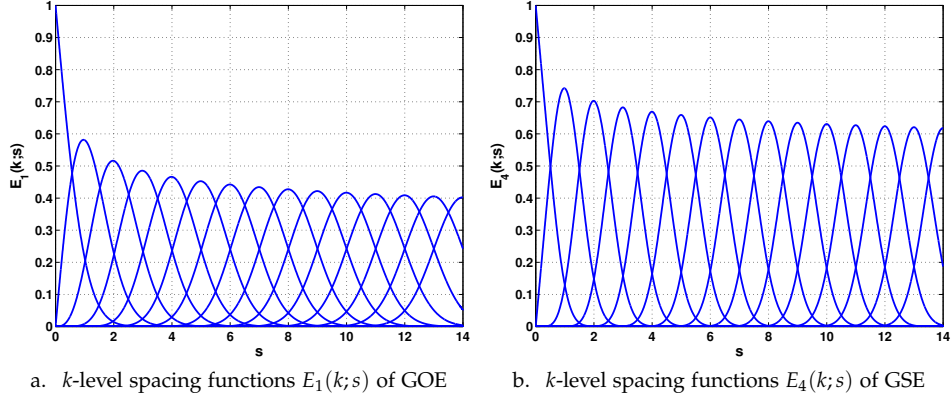 1
0.9
0.8
0.7
0.6
0.5
0.4
0.3
0.2
0.1
0
E₁(k;s)
0 2 4 6 8 10 12 14
s
a. k-level spacing functions E₁(k; s) of GOE
1
0.9
0.8
0.7
0.6
0.5
0.4
0.3
0.2
0.1
0
E₄(k;s)
0 2 4 6 8 10 12 14
s
b. k-level spacing functions E₄(k; s) of GSE